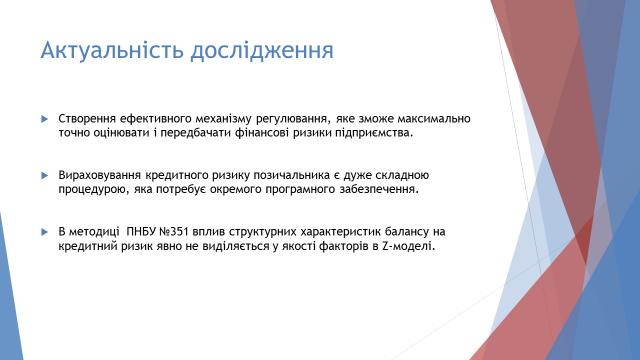 Актуальність дослідження
Створення ефективного механізму регулювання, яке зможе максимально
точно оцінювати і передбачати фінансові ризики підприємства.
Вираховування кредитного ризику позичальника є дуже складною
процедурою, яка потребує окремого програмного забезпечення.
В методиці ПНБУ №351 вплив структурних характеристик балансу на
кредитний ризик явно не виділяється у якості факторів в Z-моделі.